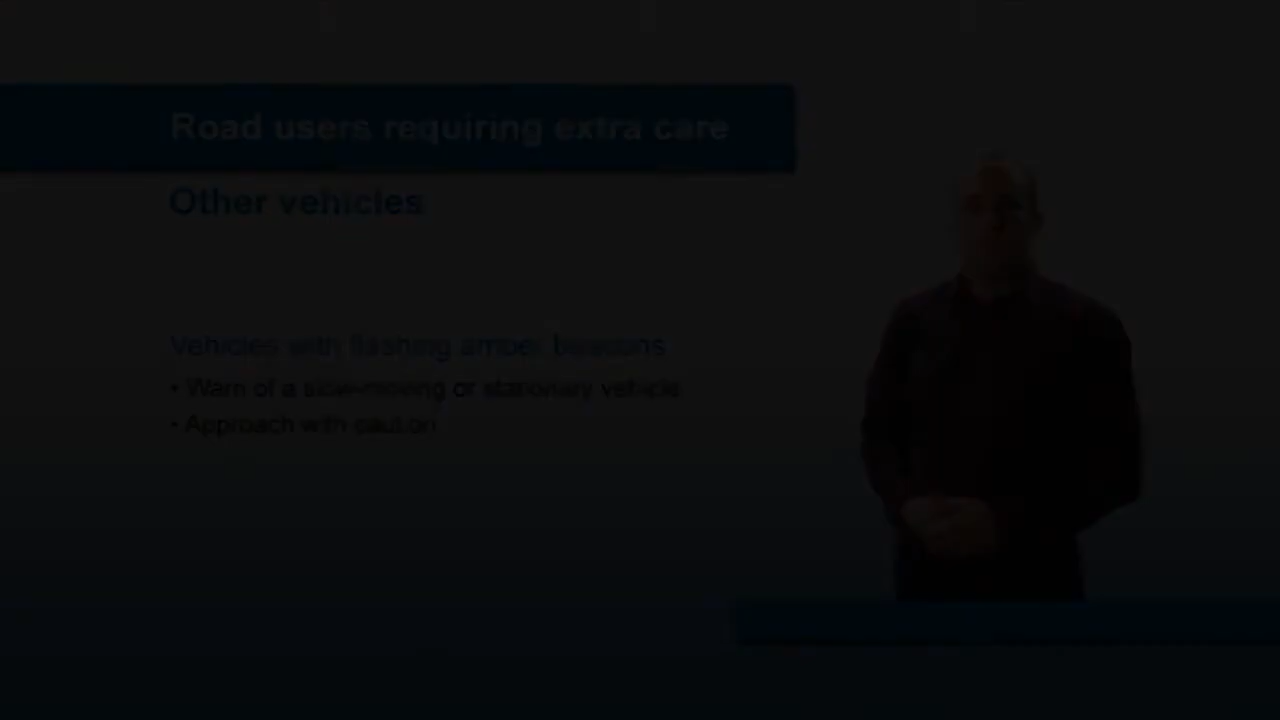 Road users requiring extra care
Other vehicles
Vehicles with flashing amber beacons
• Warn of a slow-moving or stationary vehicle
• Approach with caution